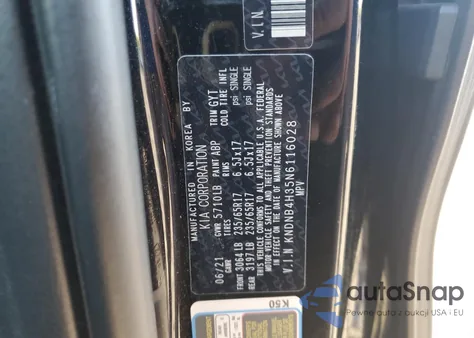 MANUFACTURED IN KOREA BY
KIA CORPORATION
06/21 GVWR 5710LB PAINT ABP TRIM GYT
GAWR TIRES RIMS COLD TIRE INFL
FRONT 3064LB 235/65R17 6.5Jx17 psi SINGLE
REAR 3197LB 235/65R17 6.5Jx17 psi SINGLE
THIS VEHICLE CONFORMS TO ALL APPLICABLE U.S.A. FEDERAL
MOTOR VEHICLE SAFETY AND THEFT PREVENTION STANDARDS
IN EFFECT ON THE DATE OF MANUFACTURE SHOWN ABOVE.
V.I.N KNDNB4H35N6116028
MPV
V.I.N.
K50
autoSnap
Pewne auta z aukcji USA i EU